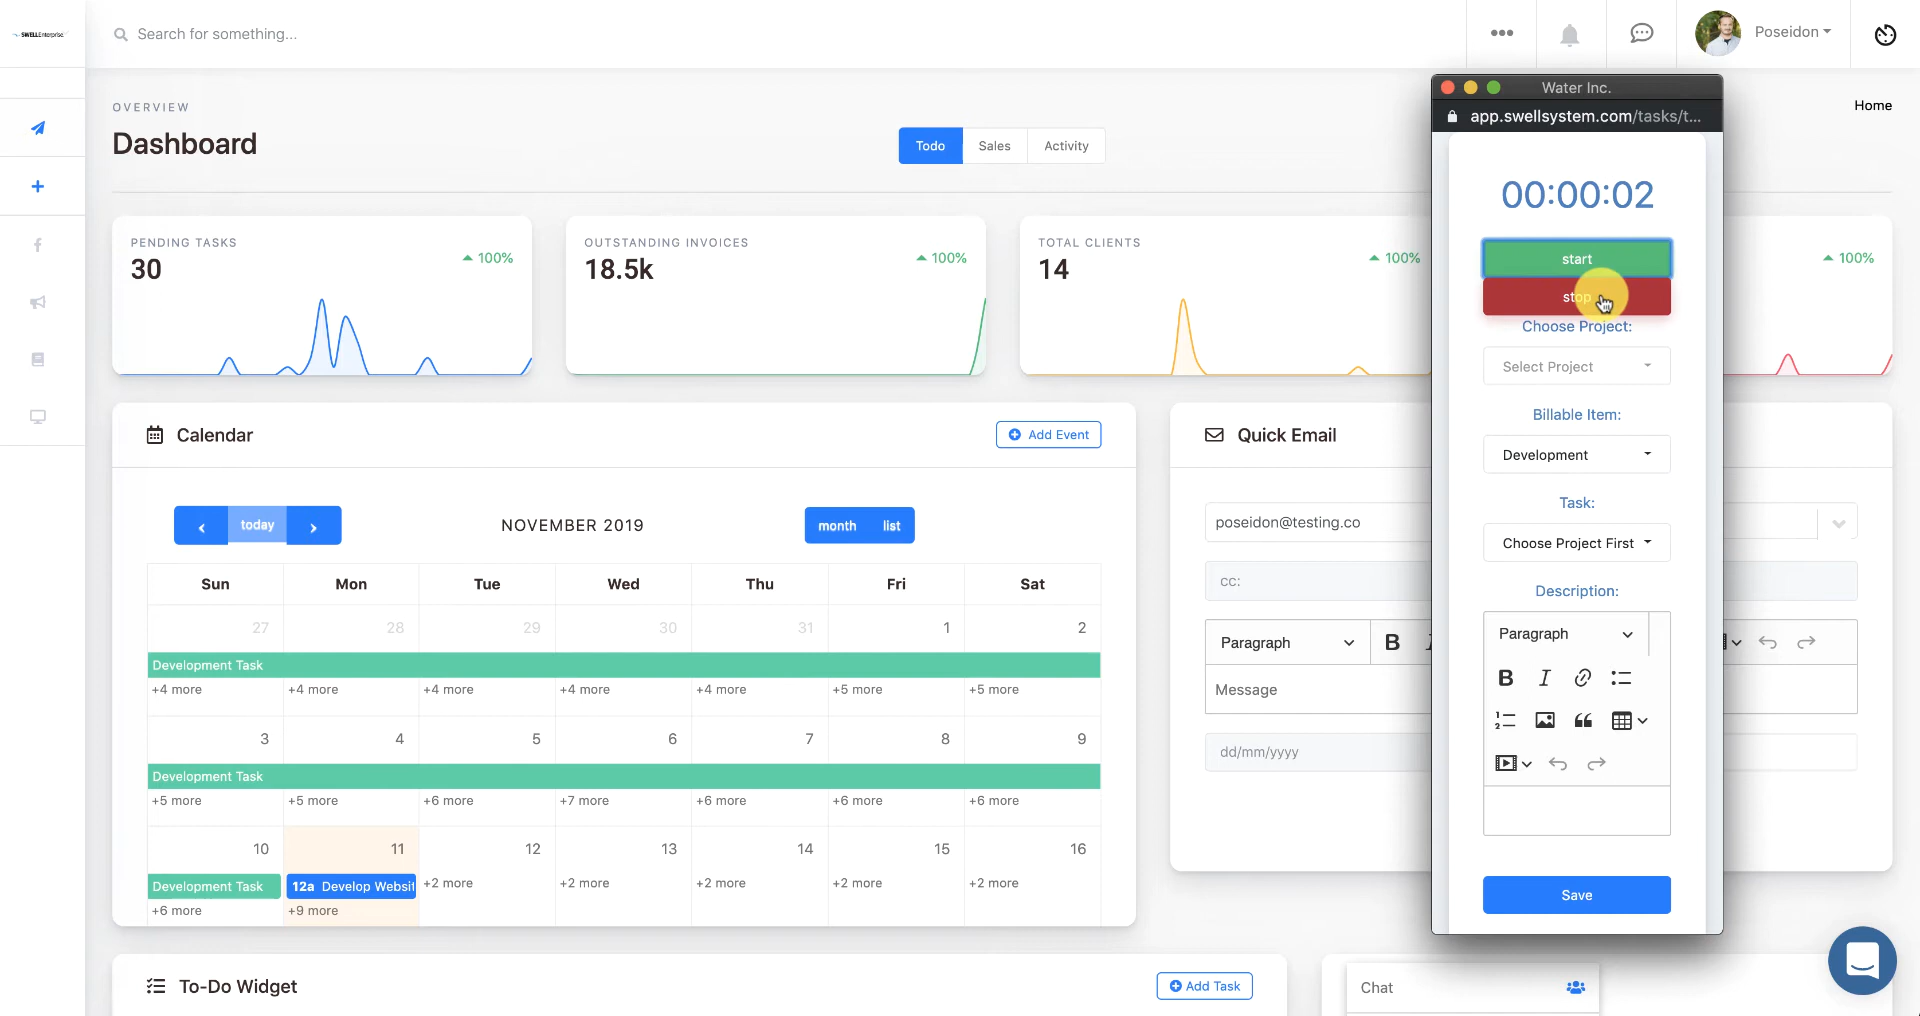 SWELLEnterprise
Search for something...
Poseidon
Water Inc.
app.swellsystem.com/tasks/t...
OVERVIEW
Dashboard
Todo
Sales
Activity
Home
00:00:02
start
stop
PENDING TASKS
30
100%
OUTSTANDING INVOICES
18.5k
100%
TOTAL CLIENTS
14
100%
100%
Choose Project:
Select Project
Billable Item:
Development
Task:
Choose Project First
Description:
Paragraph
B I
Save
Calendar
Add Event
today
NOVEMBER 2019
month
list
Sun Mon Tue Wed Thu Fri Sat
27 28 29 30 31 1 2
Development Task
+4 more +4 more +4 more +4 more +4 more +5 more +5 more
3 4 5 6 7 8 9
Development Task
+5 more +5 more +6 more +7 more +6 more +6 more +6 more
10 11 12 13 14 15 16
Development Task
12a Develop Websit
+2 more +2 more +2 more +2 more +2 more
+6 more +9 more
Quick Email
poseidon@testing.co
cc:
Paragraph
B
Message
dd/mm/yyyy
To-Do Widget
Add Task
Chat